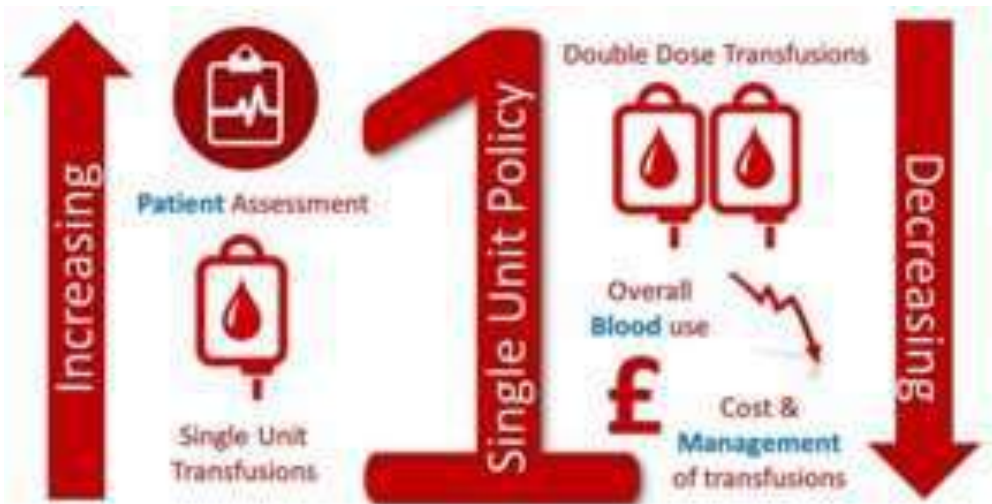 Increasing
Patient Assessment
Single Unit
Transfusions
1
Single Unit Policy
Double Dose Transfusions
Overall
Blood use
£
Cost &
Management
of transfusions
Decreasing